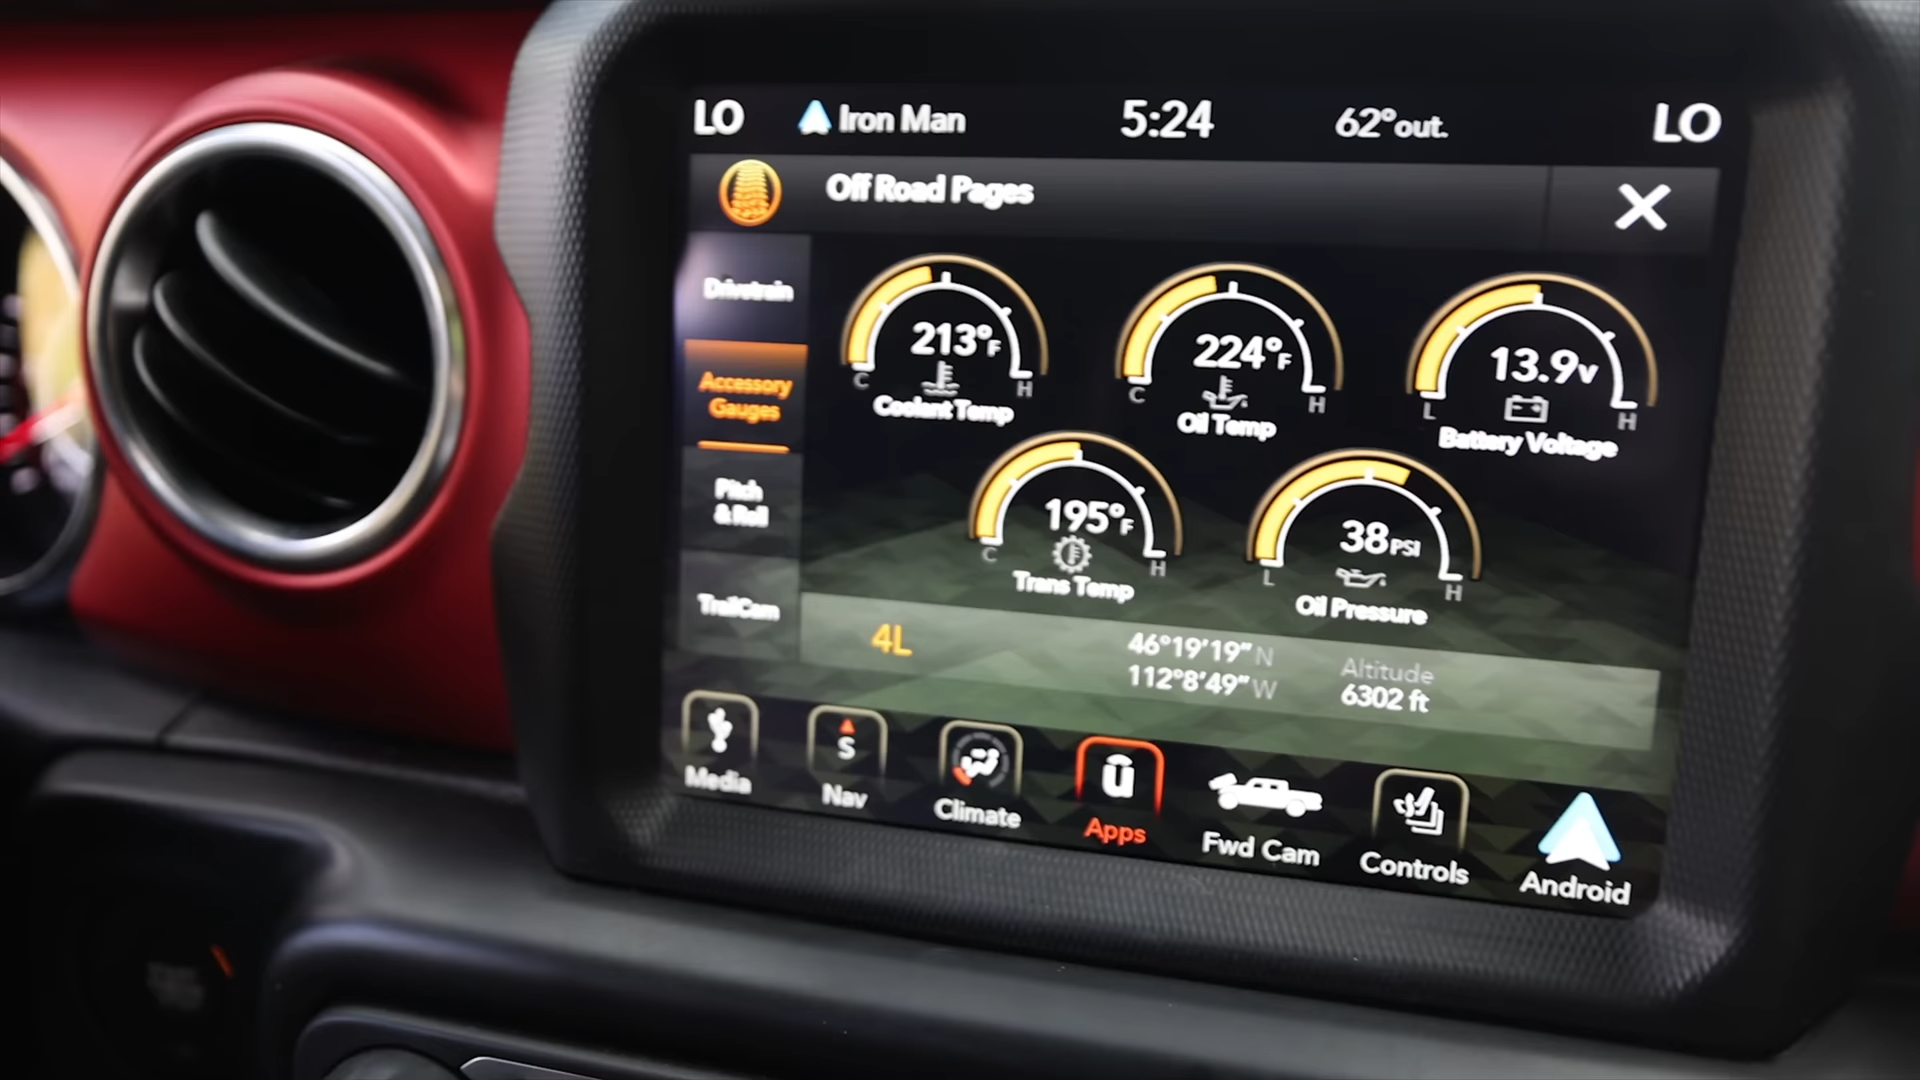 LO
Iron Man
5:24
62°out.
LO
Off Road Pages
Drivetrain
Accessory
Gauges
Pitch
& Roll
TrailCam
213°F
C H
Coolant Temp
224°F
C H
Oil Temp
13.9v
L H
Battery Voltage
195°F
C H
Trans Temp
38PSI
L H
Oil Pressure
4L
46°19'19"N
112°8'49"W
Altitude
6302 ft
S
Media
Nav
Climate
Apps
Fwd Cam
Controls
Android